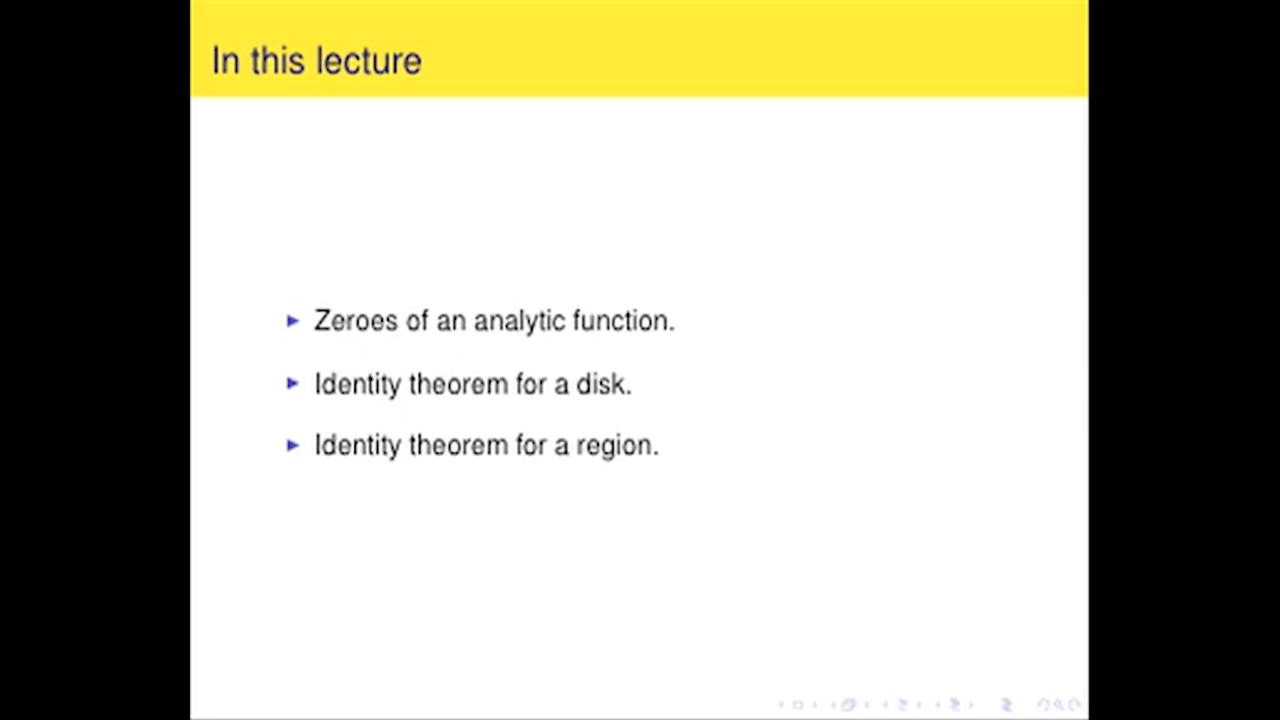 In this lecture
Zeroes of an analytic function.
Identity theorem for a disk.
Identity theorem for a region.